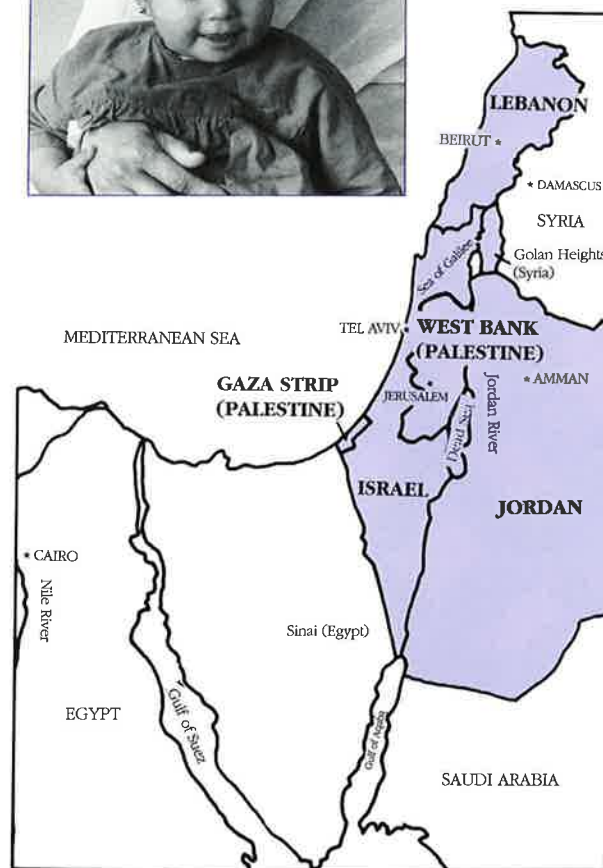 LEBANON
BEIRUT *
* DAMASCUS
SYRIA
Golan Heights
(Syria)
Sea of Galilee
MEDITERRANEAN SEA
TEL AVIV
WEST BANK
(PALESTINE)
GAZA STRIP
(PALESTINE)
JERUSALEM
* AMMAN
Jordan River
Dead Sea
ISRAEL
JORDAN
* CAIRO
Nile River
Sinai (Egypt)
EGYPT
Gulf of Suez
Gulf of Aqaba
SAUDI ARABIA